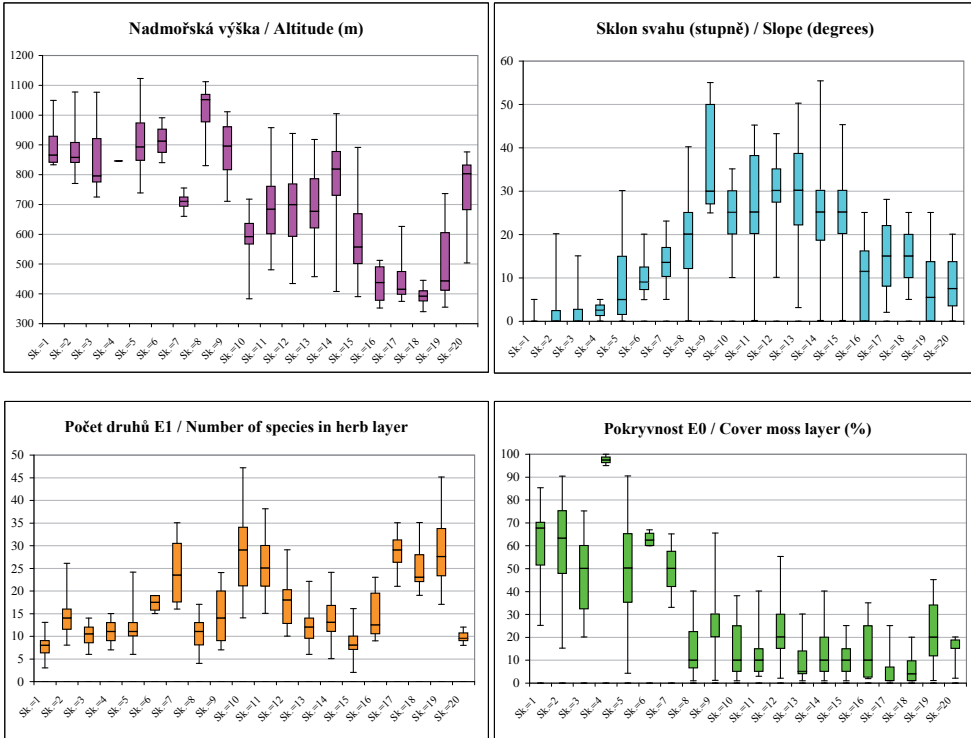 Nadmořská výška / Altitude (m)
1200
1100
1000
900
800
700
600
500
400
300
Sk.=1
Sk.=2
Sk.=3
Sk.=4
Sk.=5
Sk.=6
Sk.=7
Sk.=8
Sk.=9
Sk.=10
Sk.=11
Sk.=12
Sk.=13
Sk.=14
Sk.=15
Sk.=16
Sk.=17
Sk.=18
Sk.=19
Sk.=20
Sklon svahu (stupně) / Slope (degrees)
60
50
40
30
20
10
0
Sk.=1
Sk.=2
Sk.=3
Sk.=4
Sk.=5
Sk.=6
Sk.=7
Sk.=8
Sk.=9
Sk.=10
Sk.=11
Sk.=12
Sk.=13
Sk.=14
Sk.=15
Sk.=16
Sk.=17
Sk.=18
Sk.=19
Sk.=20
Počet druhů E1 / Number of species in herb layer
50
45
40
35
30
25
20
15
10
5
0
Sk.=1
Sk.=2
Sk.=3
Sk.=4
Sk.=5
Sk.=6
Sk.=7
Sk.=8
Sk.=9
Sk.=10
Sk.=11
Sk.=12
Sk.=13
Sk.=14
Sk.=15
Sk.=16
Sk.=17
Sk.=18
Sk.=19
Sk.=20
Pokryvnost E0 / Cover moss layer (%)
100
90
80
70
60
50
40
30
20
10
0
Sk.=1
Sk.=2
Sk.=3
Sk.=4
Sk.=5
Sk.=6
Sk.=7
Sk.=8
Sk.=9
Sk.=10
Sk.=11
Sk.=12
Sk.=13
Sk.=14
Sk.=15
Sk.=16
Sk.=17
Sk.=18
Sk.=19
Sk.=20